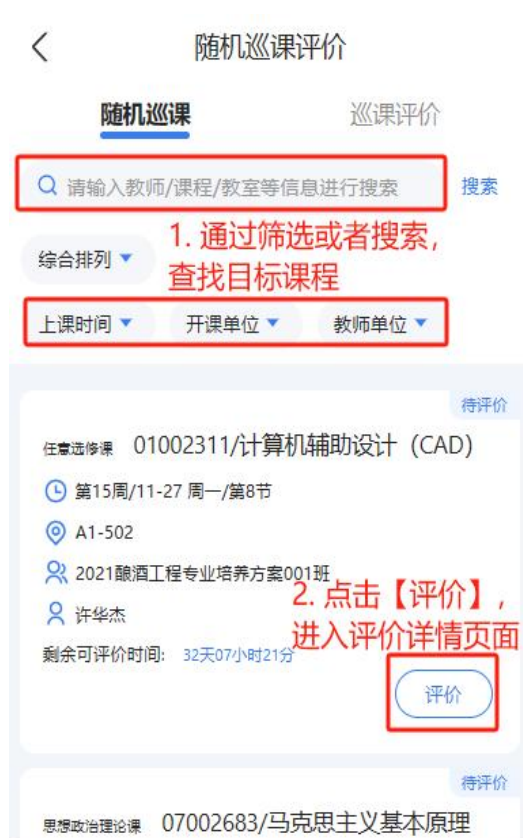 随机巡课评价
随机巡课 巡课评价
请输入教师/课程/教室等信息进行搜索 搜索
1. 通过筛选或者搜索，
综合排列
查找目标课程
上课时间 开课单位 教师单位
待评价
任意选修课 01002311/计算机辅助设计（CAD）
第15周/11-27 周一/第8节
A1-502
2021酿酒工程专业培养方案001班
2. 点击【评价】，
许华杰
进入评价详情页面
剩余可评价时间: 32天07小时21分
评价
待评价
思想政治理论课 07002683/马克思主义基本原理